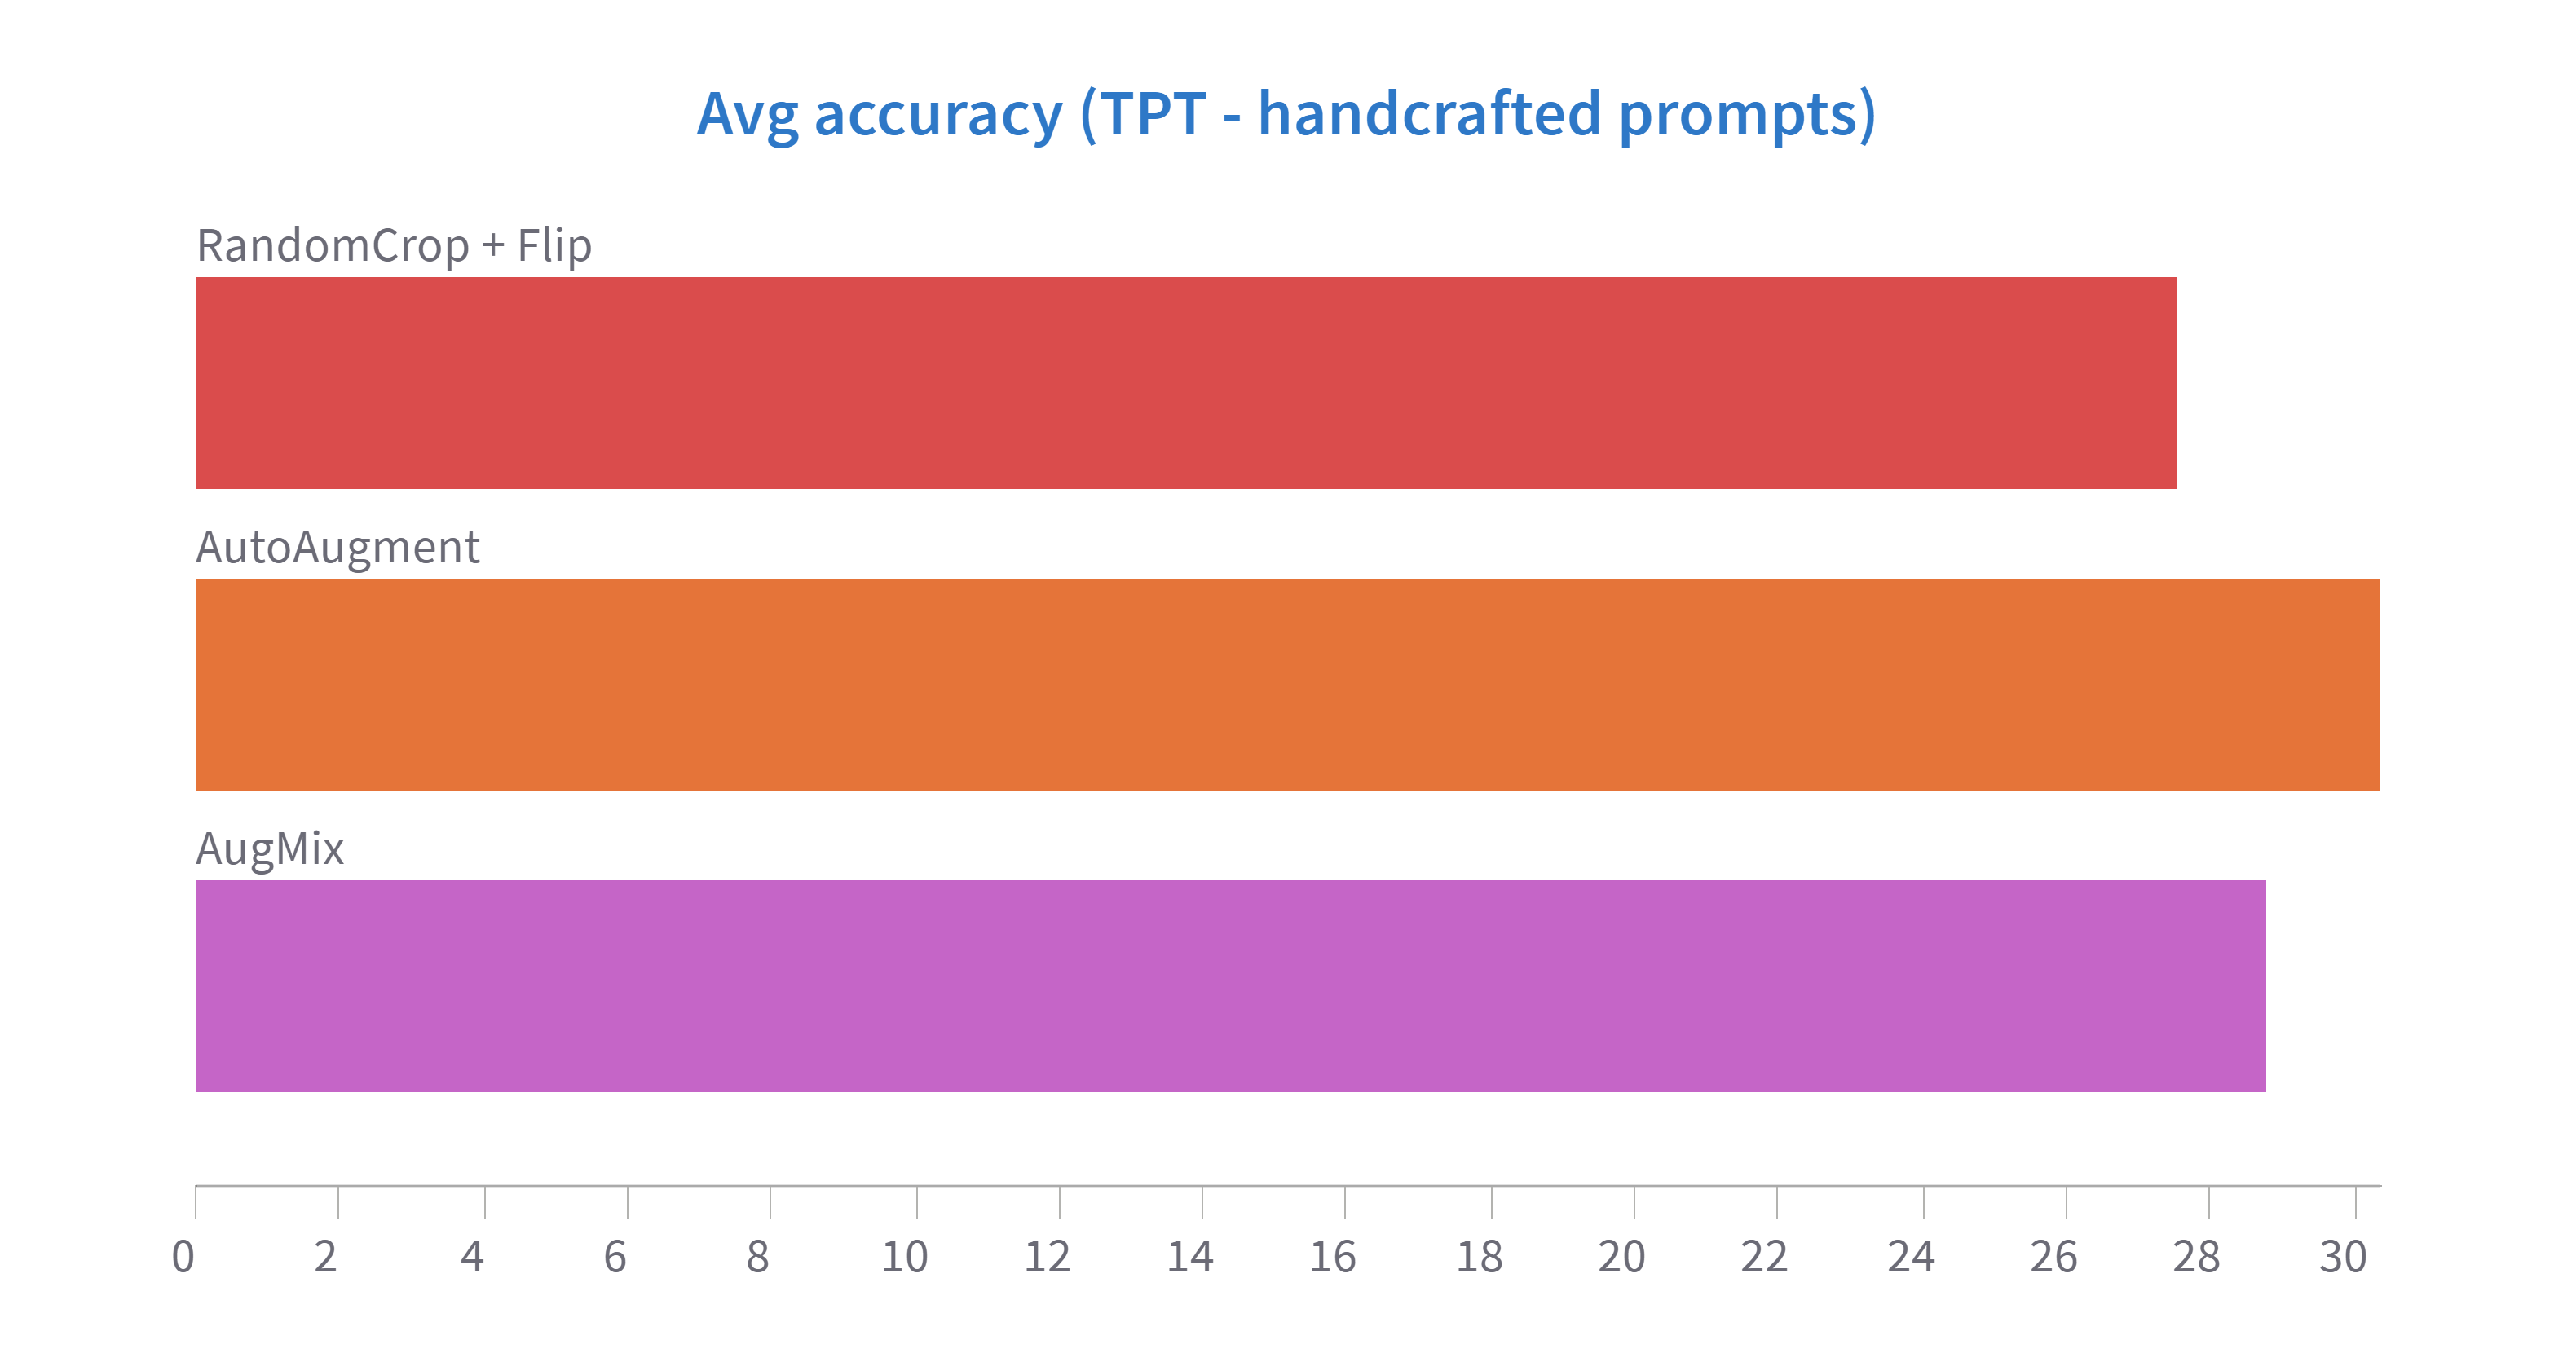 Avg accuracy (TPT - handcrafted prompts)
RandomCrop + Flip
AutoAugment
AugMix
0 2 4 6 8 10 12 14 16 18 20 22 24 26 28 30